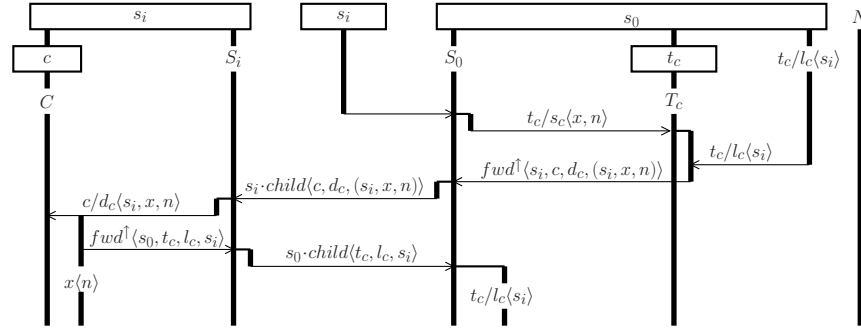 s_i s_i s_0 N
c t_c t_c/l_c⟨s_i⟩
S_i S_0
C T_c
t_c/s_c⟨x, n⟩
t_c/l_c⟨s_i⟩
fwd↑⟨s_i, c, d_c, (s_i, x, n)⟩
s_i·child⟨c, d_c, (s_i, x, n)⟩
c/d_c⟨s_i, x, n⟩
fwd↑⟨s_0, t_c, l_c, s_i⟩
s_0·child⟨t_c, l_c, s_i⟩
x⟨n⟩
t_c/l_c⟨s_i⟩